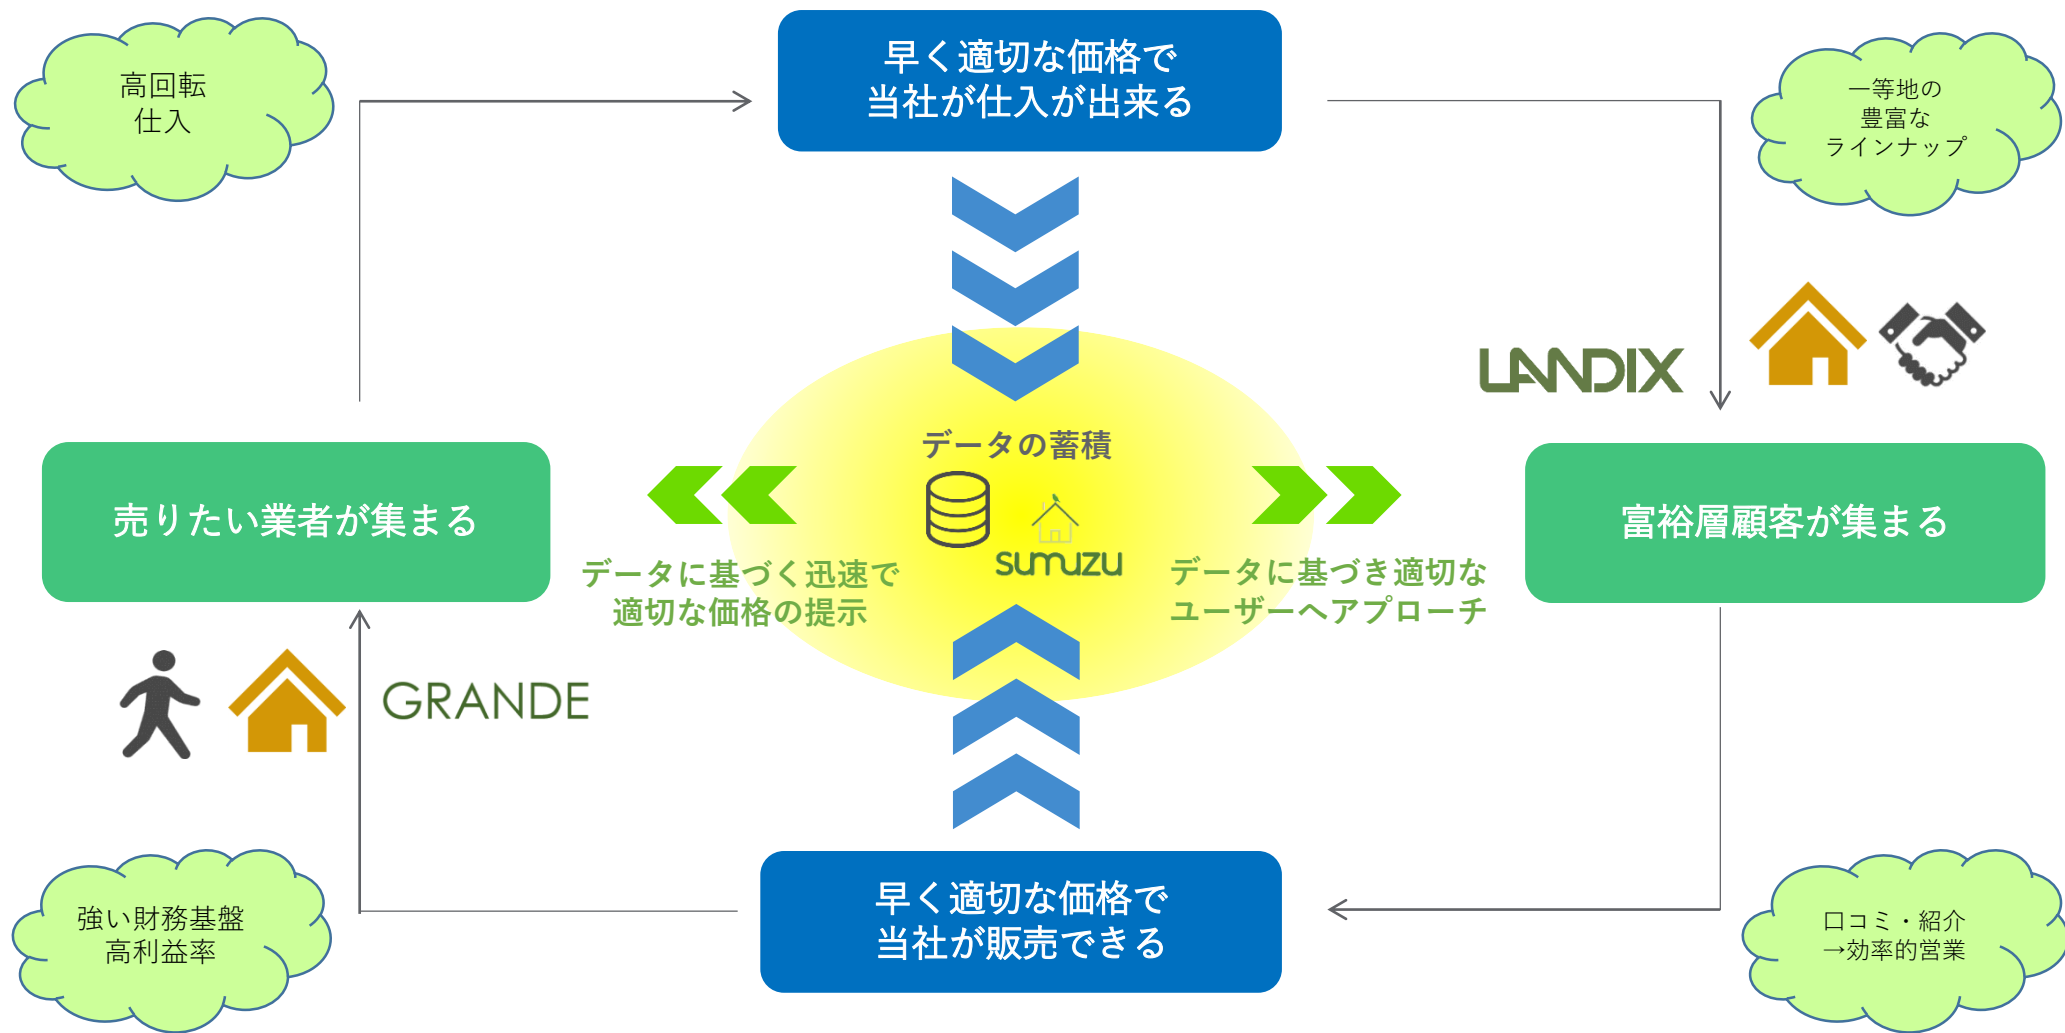 高回転
仕入
早く適切な価格で
当社が仕入が出来る
一等地の
豊富な
ラインナップ
LANDIX
データの蓄積
sumuzu
売りたい業者が集まる
富裕層顧客が集まる
データに基づく迅速で
適切な価格の提示
データに基づき適切な
ユーザーへアプローチ
GRANDE
強い財務基盤
高利益率
早く適切な価格で
当社が販売できる
口コミ・紹介
→効率的営業